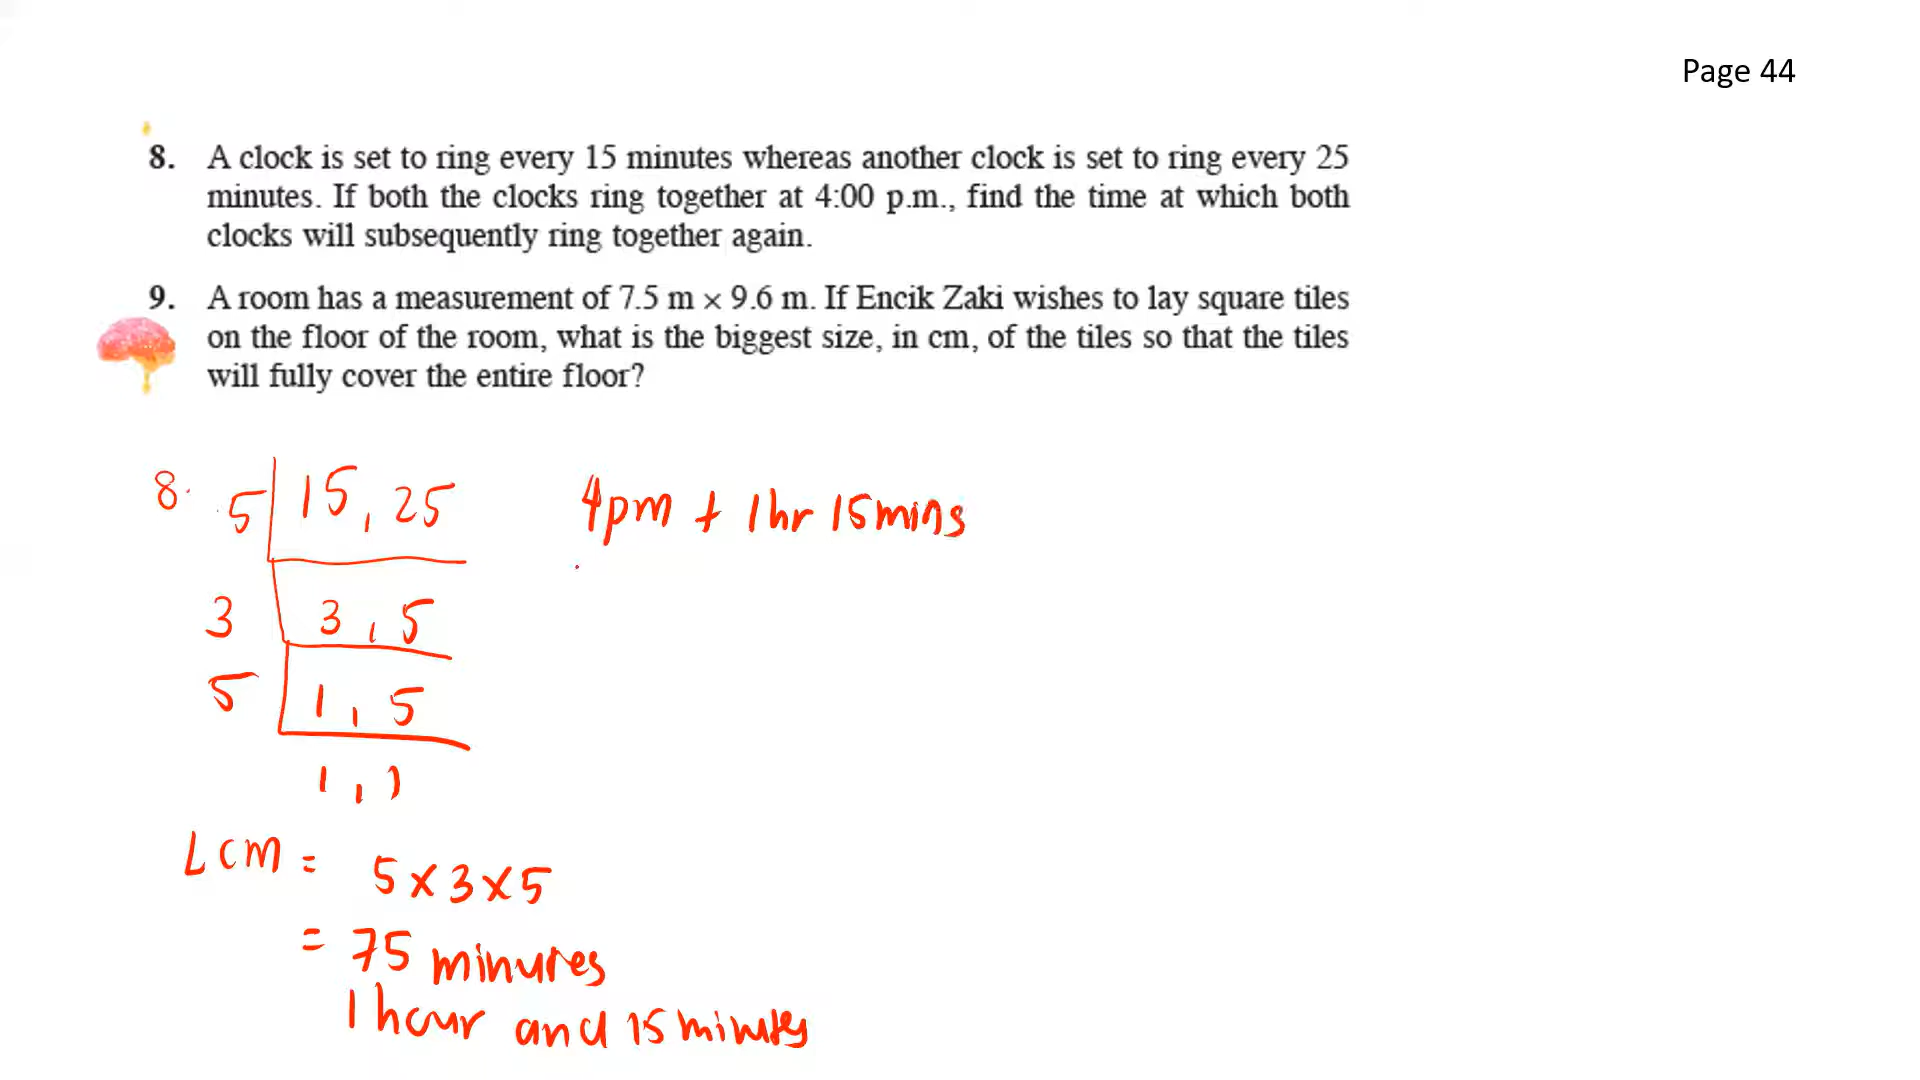 Page 44
8. A clock is set to ring every 15 minutes whereas another clock is set to ring every 25
minutes. If both the clocks ring together at 4:00 p.m., find the time at which both
clocks will subsequently ring together again.
9. A room has a measurement of 7.5 m × 9.6 m. If Encik Zaki wishes to lay square tiles
on the floor of the room, what is the biggest size, in cm, of the tiles so that the tiles
will fully cover the entire floor?
8. 5 15, 25
3 3, 5
5 1, 5
1, 1
LCM = 5 × 3 × 5
= 75 minutes
1 hour and 15 minutes
4pm + 1hr 15mins